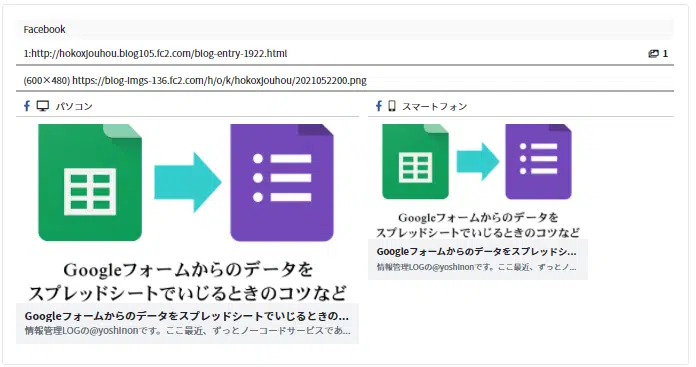 Facebook
1:http://hokoxjouhou.blog105.fc2.com/blog-entry-1922.html 1
(600×480) https://blog-imgs-136.fc2.com/h/o/k/hokoxjouhou/2021052200.png
パソコン
Googleフォームからのデータを
スプレッドシートでいじるときのコツなど
Googleフォームからのデータをスプレッドシートでいじるときの...
情報管理LOGの@yoshinonです。ここ最近、ずっとノーコードサービスであ...
スマートフォン
Googleフォームからのデータを
スプレッドシートでいじるときのコツなど
Googleフォームからのデータをスプレッドシ...
情報管理LOGの@yoshinonです。ここ最近、ずっとノ...